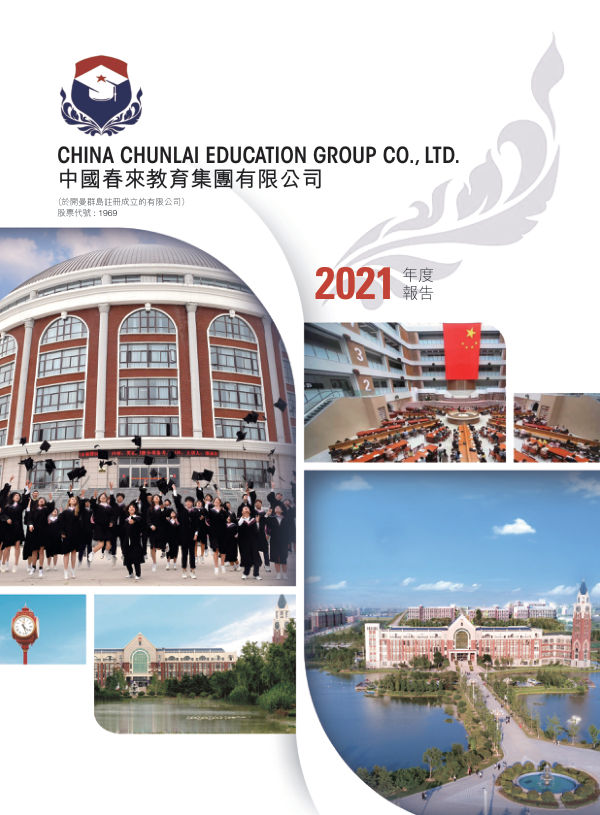 CHINA CHUNLAI EDUCATION GROUP CO., LTD.
中國春來教育集團有限公司
（於開曼群島註冊成立的有限公司）
股票代號 : 1969
2021 年度
報告
3
2